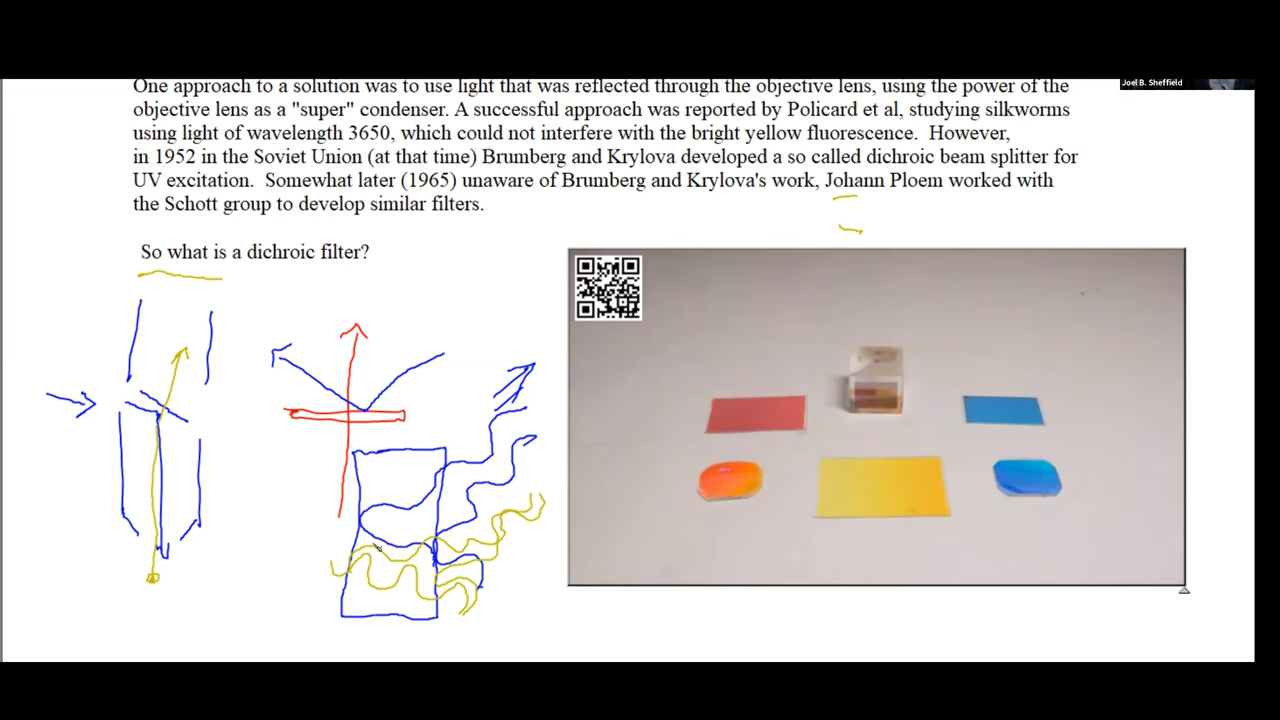 Joel B. Sheffield
One approach to a solution was to use light that was reflected through the objective lens, using the power of the
objective lens as a "super" condenser. A successful approach was reported by Policard et al, studying silkworms
using light of wavelength 3650, which could not interfere with the bright yellow fluorescence.  However,
in 1952 in the Soviet Union (at that time) Brumberg and Krylova developed a so called dichroic beam splitter for
UV excitation.  Somewhat later (1965) unaware of Brumberg and Krylova's work, Johann Ploem worked with
the Schott group to develop similar filters.
So what is a dichroic filter?